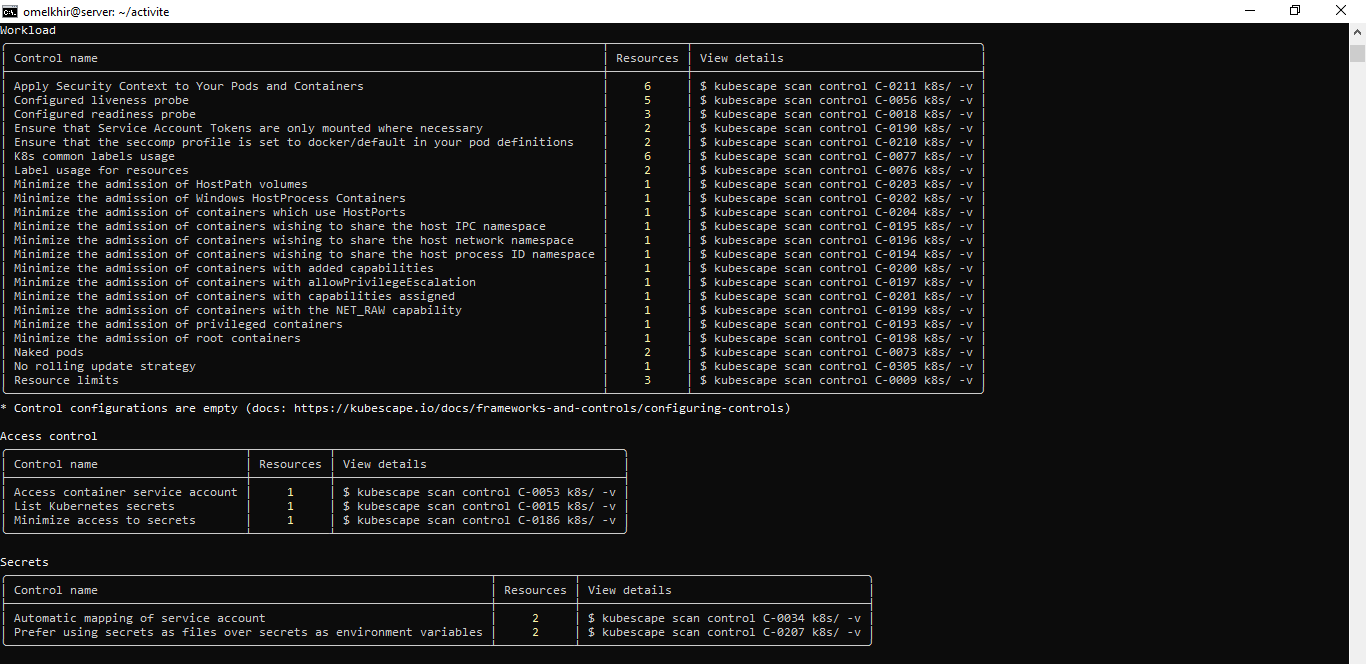 omelkhir@server: ~/activite
Workload
Control name Resources View details
Apply Security Context to Your Pods and Containers 6 $ kubescape scan control C-0211 k8s/ -v
Configured liveness probe 5 $ kubescape scan control C-0056 k8s/ -v
Configured readiness probe 3 $ kubescape scan control C-0018 k8s/ -v
Ensure that Service Account Tokens are only mounted where necessary 2 $ kubescape scan control C-0190 k8s/ -v
Ensure that the seccomp profile is set to docker/default in your pod definitions 2 $ kubescape scan control C-0210 k8s/ -v
K8s common labels usage 6 $ kubescape scan control C-0077 k8s/ -v
Label usage for resources 2 $ kubescape scan control C-0076 k8s/ -v
Minimize the admission of HostPath volumes 1 $ kubescape scan control C-0203 k8s/ -v
Minimize the admission of Windows HostProcess Containers 1 $ kubescape scan control C-0202 k8s/ -v
Minimize the admission of containers which use HostPorts 1 $ kubescape scan control C-0204 k8s/ -v
Minimize the admission of containers wishing to share the host IPC namespace 1 $ kubescape scan control C-0195 k8s/ -v
Minimize the admission of containers wishing to share the host network namespace 1 $ kubescape scan control C-0196 k8s/ -v
Minimize the admission of containers wishing to share the host process ID namespace 1 $ kubescape scan control C-0194 k8s/ -v
Minimize the admission of containers with added capabilities 1 $ kubescape scan control C-0200 k8s/ -v
Minimize the admission of containers with allowPrivilegeEscalation 1 $ kubescape scan control C-0197 k8s/ -v
Minimize the admission of containers with capabilities assigned 1 $ kubescape scan control C-0201 k8s/ -v
Minimize the admission of containers with the NET_RAW capability 1 $ kubescape scan control C-0199 k8s/ -v
Minimize the admission of privileged containers 1 $ kubescape scan control C-0193 k8s/ -v
Minimize the admission of root containers 1 $ kubescape scan control C-0198 k8s/ -v
Naked pods 2 $ kubescape scan control C-0073 k8s/ -v
No rolling update strategy 1 $ kubescape scan control C-0305 k8s/ -v
Resource limits 3 $ kubescape scan control C-0009 k8s/ -v
* Control configurations are empty (docs: https://kubescape.io/docs/frameworks-and-controls/configuring-controls)
Access control
Control name Resources View details
Access container service account 1 $ kubescape scan control C-0053 k8s/ -v
List Kubernetes secrets 1 $ kubescape scan control C-0015 k8s/ -v
Minimize access to secrets 1 $ kubescape scan control C-0186 k8s/ -v
Secrets
Control name Resources View details
Automatic mapping of service account 2 $ kubescape scan control C-0034 k8s/ -v
Prefer using secrets as files over secrets as environment variables 2 $ kubescape scan control C-0207 k8s/ -v